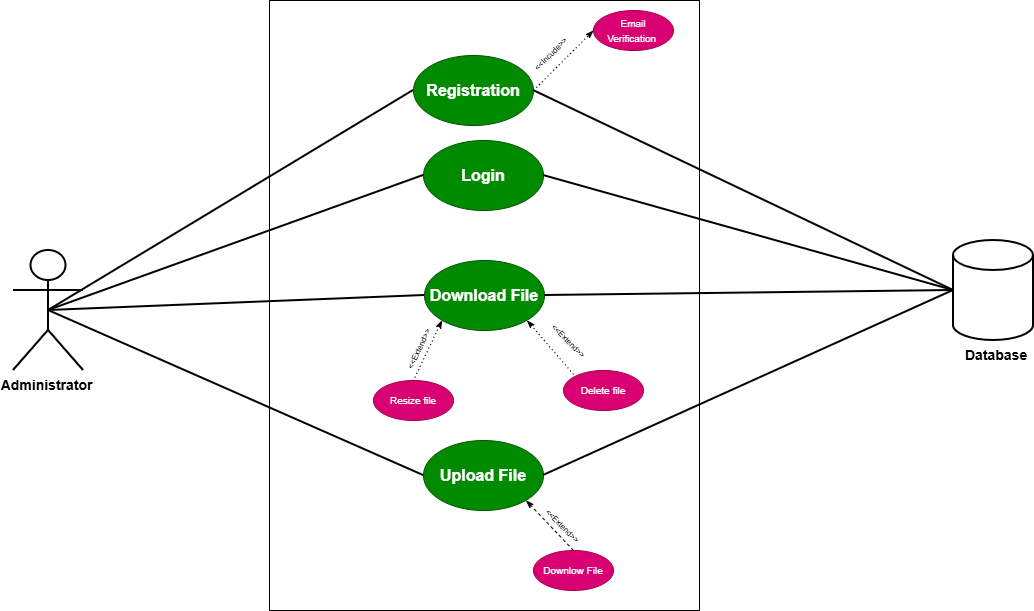 Email
Verification
<<Incude>>
Registration
Login
Download File
<<Extend>>
<<Extend>>
Database
Administrator
Resize file
Delete file
Upload File
<<Extend>>
Downlow File